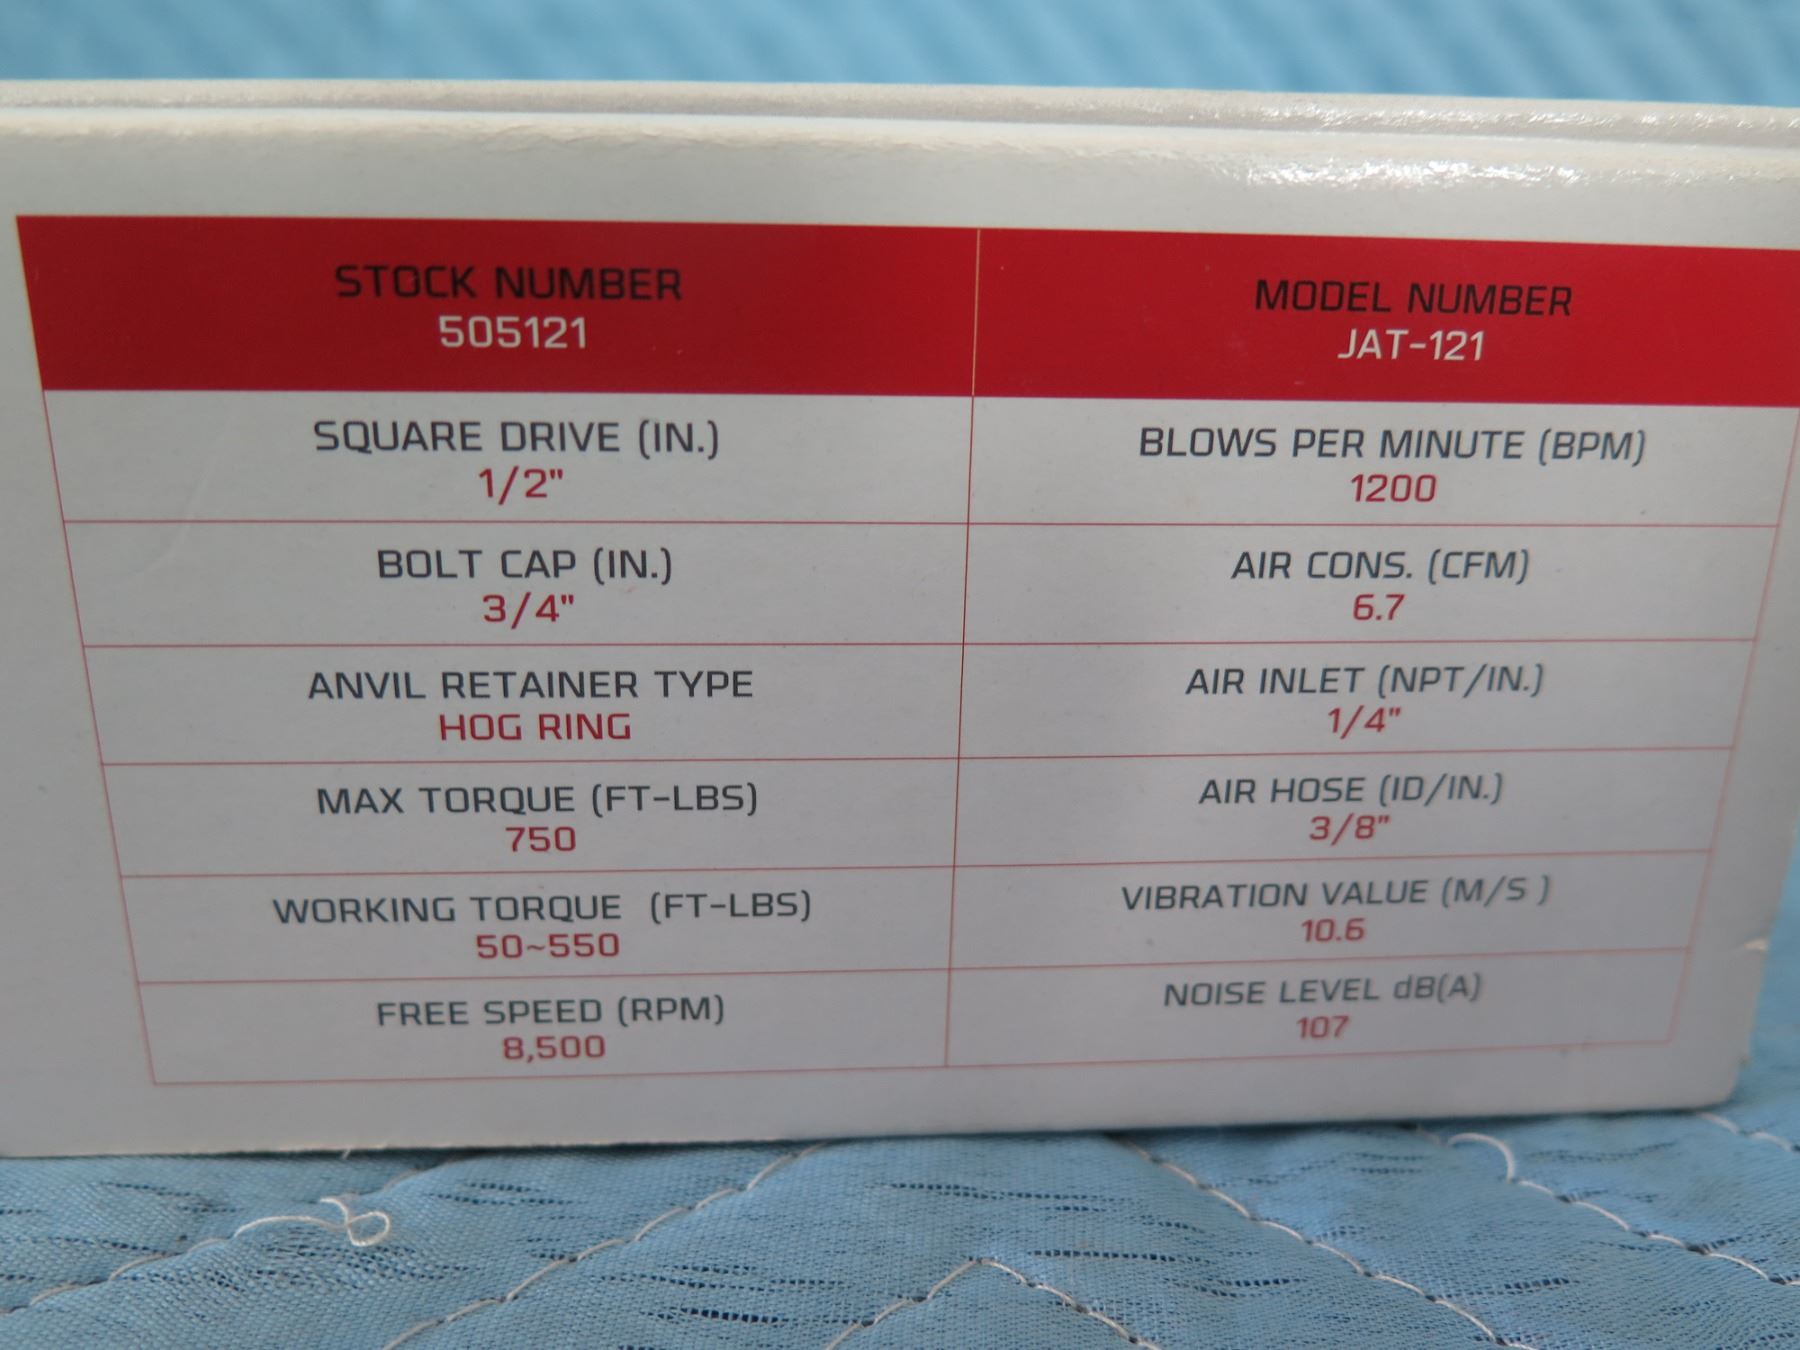 STOCK NUMBER
505121
MODEL NUMBER
JAT-121
SQUARE DRIVE (IN.)
1/2"
BLOWS PER MINUTE (BPM)
1200
BOLT CAP (IN.)
3/4"
AIR CONS. (CFM)
6.7
ANVIL RETAINER TYPE
HOG RING
AIR INLET (NPT/IN.)
1/4"
MAX TORQUE (FT-LBS)
750
AIR HOSE (ID/IN.)
3/8"
WORKING TORQUE (FT-LBS)
50~550
VIBRATION VALUE (M/S )
10.6
FREE SPEED (RPM)
8,500
NOISE LEVEL dB(A)
107